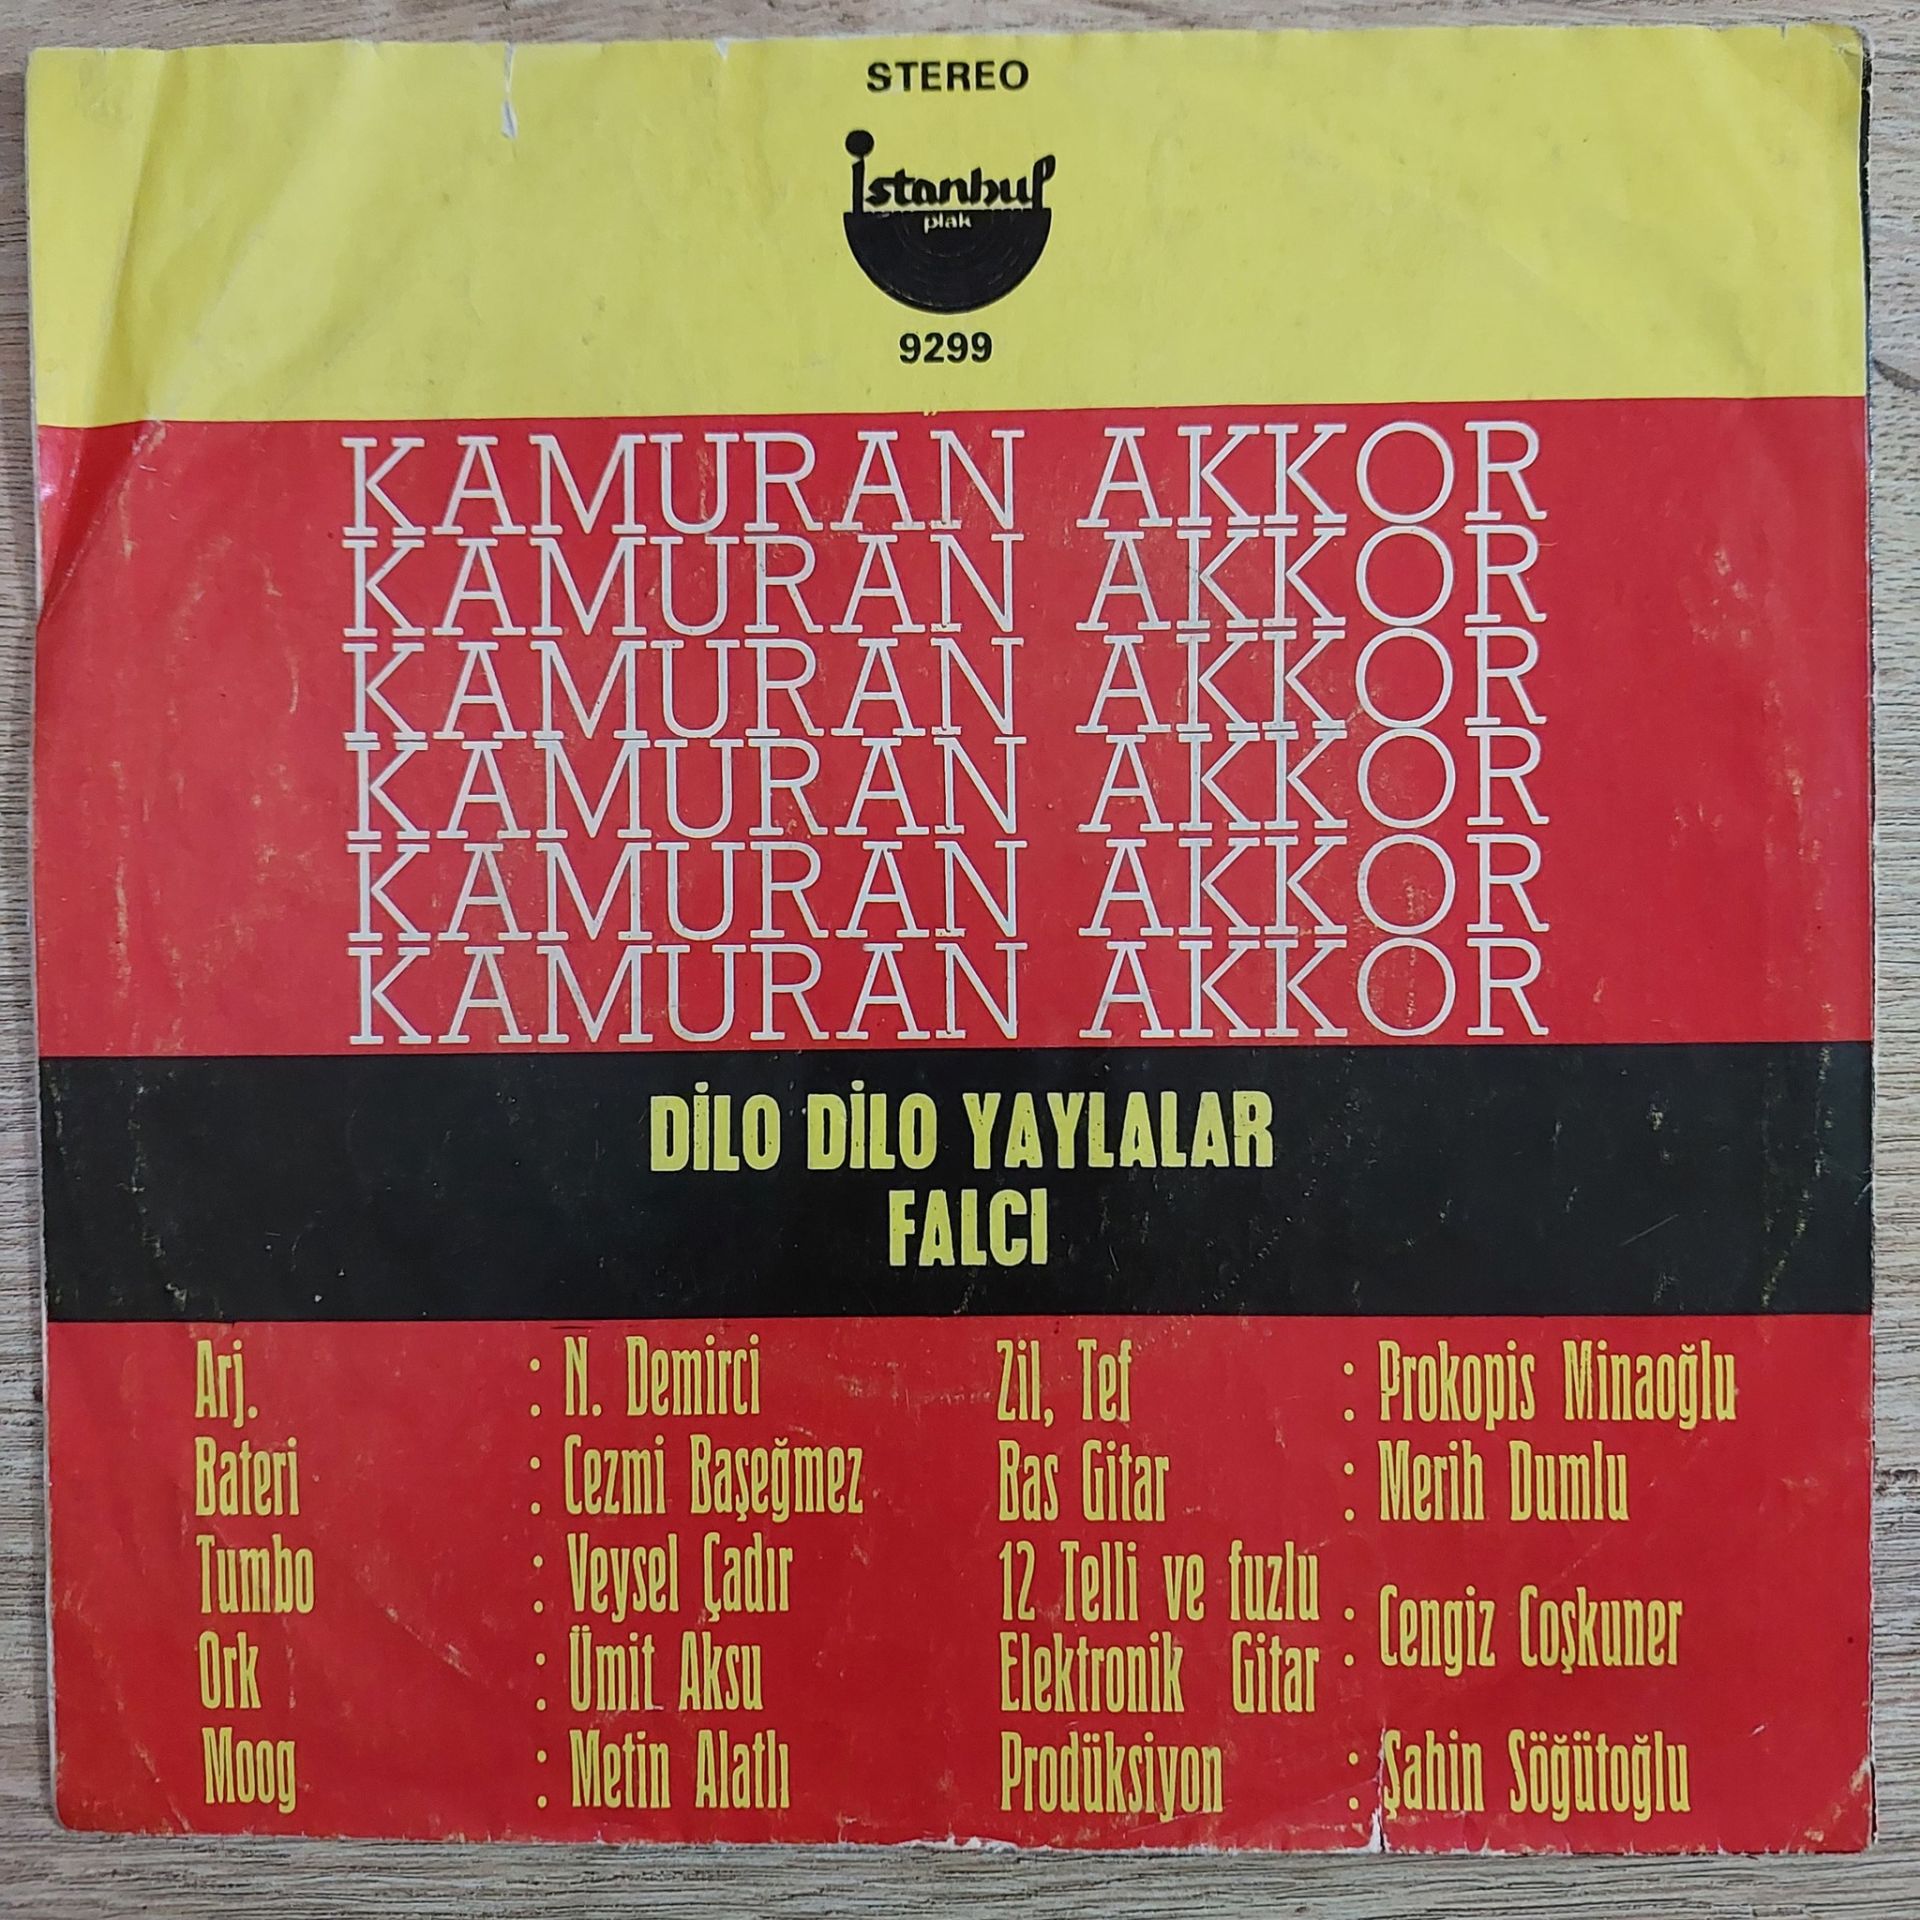 STEREO
istanbul
plak
9299
KAMURAN AKKOR
KAMURAN AKKOR
KAMURAN AKKOR
KAMURAN AKKOR
KAMURAN AKKOR
KAMURAN AKKOR
DİLO DİLO YAYLALAR
FALCI
Arj. : N. Demirci
Bateri : Cezmi Başeğmez
Tumbo : Veysel Çadır
Ork : Ümit Aksu
Moog : Metin Alatlı
Zil, Tef : Prokopis Minaoğlu
Bas Gitar : Merih Dumlu
12 Telli ve fuzlu :
Elektronik Gitar : Cengiz Coşkuner
Prodüksiyon : Şahin Söğütoğlu